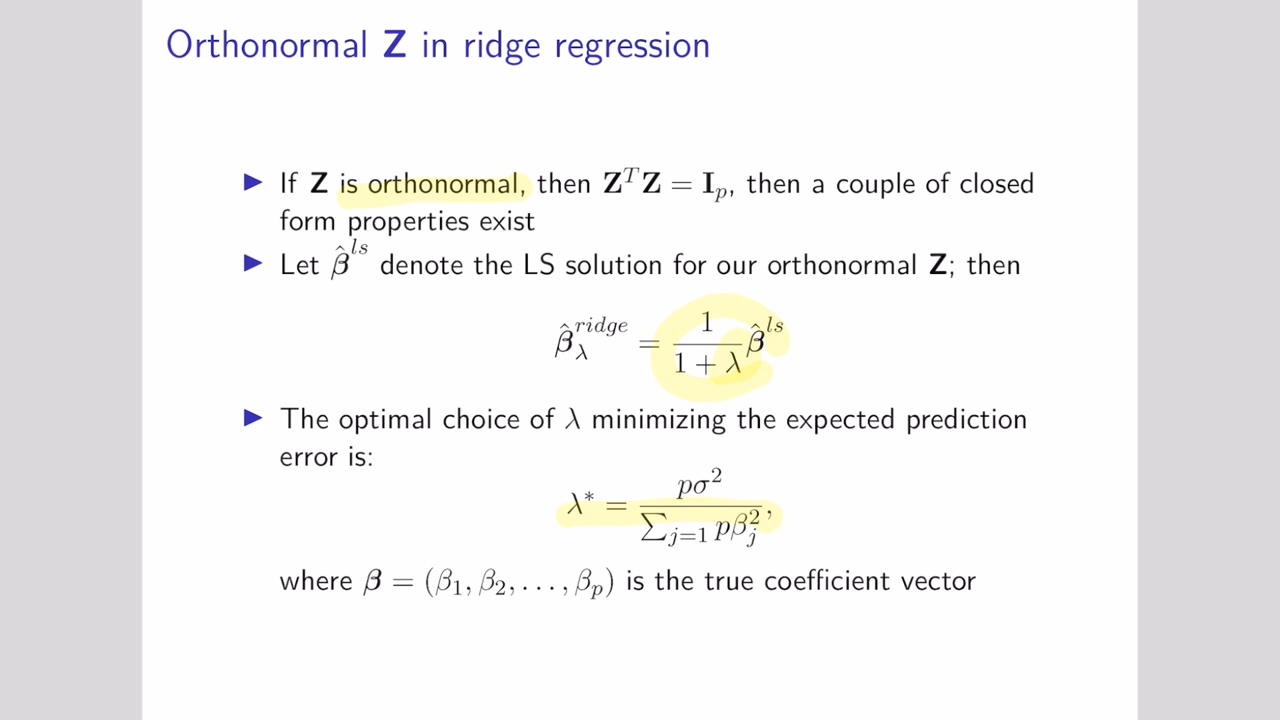 Orthonormal Z in ridge regression
▶ If Z is orthonormal, then Z^T Z = I_p, then a couple of closed
form properties exist
▶ Let β̂^{ls} denote the LS solution for our orthonormal Z; then
β̂_λ^{ridge} = \frac{1}{1 + λ} β̂^{ls}
▶ The optimal choice of λ minimizing the expected prediction
error is:
λ* = \frac{pσ^2}{∑_{j=1} pβ_j^2},
where β = (β_1, β_2, . . . , β_p) is the true coefficient vector